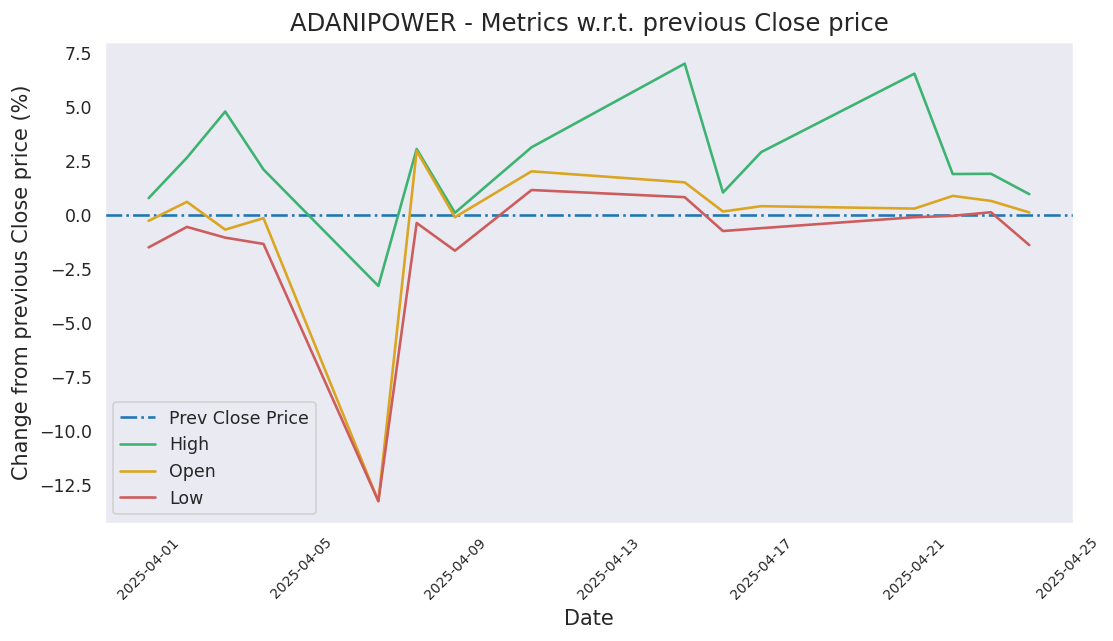 ADANIPOWER - Metrics w.r.t. previous Close price
Change from previous Close price (%)
7.5
5.0
2.5
0.0
−2.5
−5.0
−7.5
−10.0
−12.5
Prev Close Price
High
Open
Low
2025-04-01
2025-04-05
2025-04-09
2025-04-13
2025-04-17
2025-04-21
2025-04-25
Date